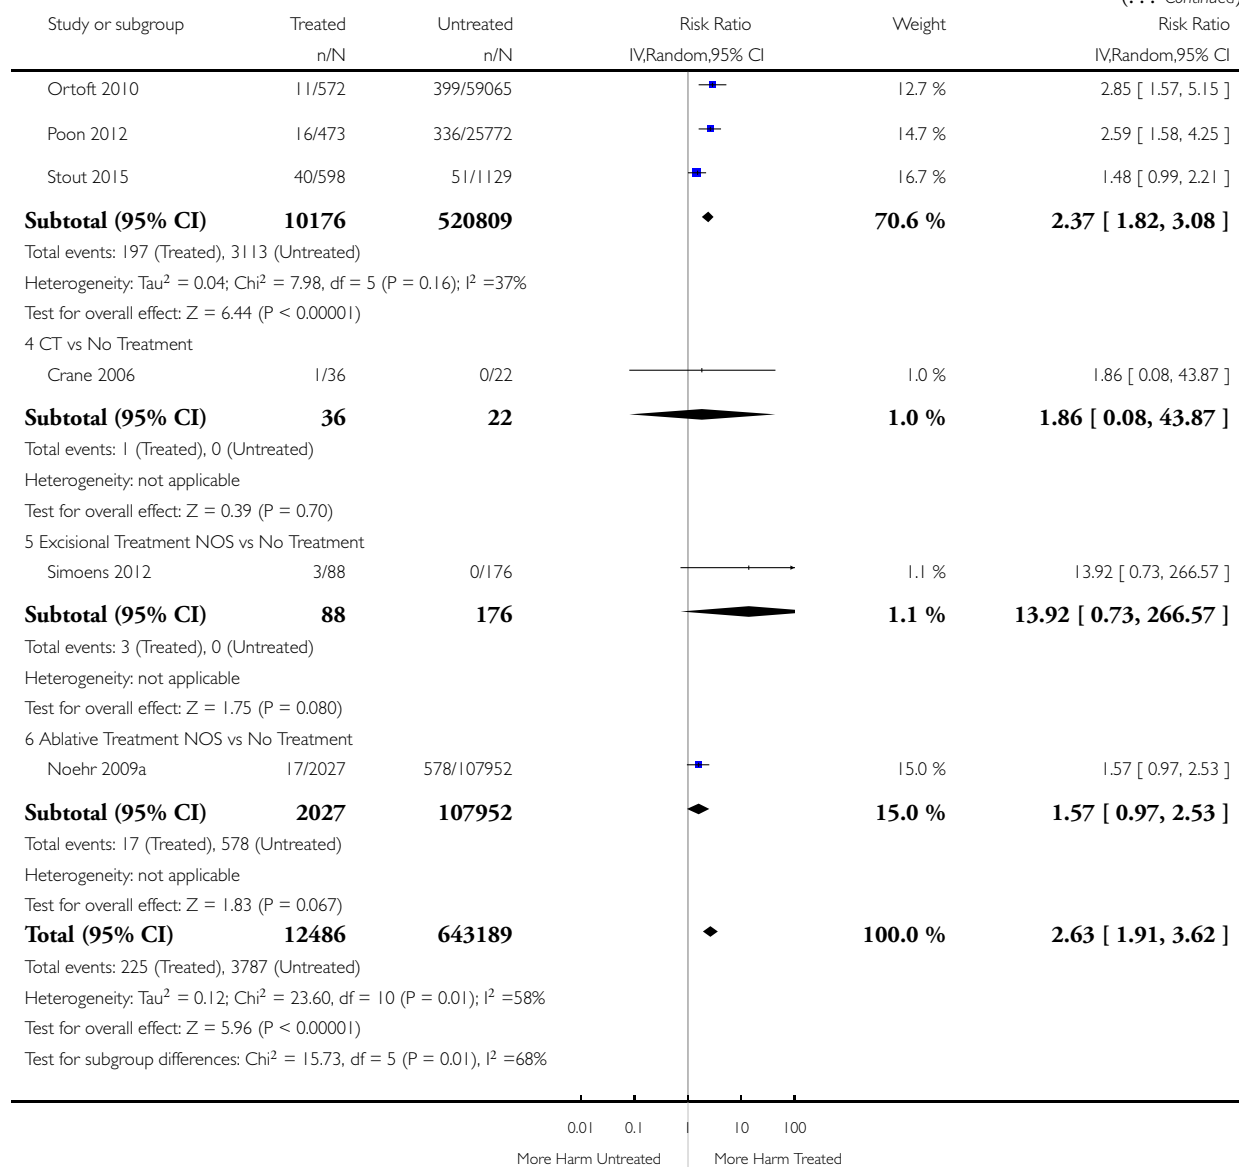 (. . . Continued)
Study or subgroup Treated Untreated Risk Ratio Weight Risk Ratio
n/N n/N IV,Random,95% CI IV,Random,95% CI
Ortoft 2010 11/572 399/59065 12.7 % 2.85 [ 1.57, 5.15 ]
Poon 2012 16/473 336/25772 14.7 % 2.59 [ 1.58, 4.25 ]
Stout 2015 40/598 51/1129 16.7 % 1.48 [ 0.99, 2.21 ]
Subtotal (95% CI) 10176 520809 70.6 % 2.37 [ 1.82, 3.08 ]
Total events: 197 (Treated), 3113 (Untreated)
Heterogeneity: Tau² = 0.04; Chi² = 7.98, df = 5 (P = 0.16); I² =37%
Test for overall effect: Z = 6.44 (P < 0.00001)
4 CT vs No Treatment
Crane 2006 1/36 0/22 1.0 % 1.86 [ 0.08, 43.87 ]
Subtotal (95% CI) 36 22 1.0 % 1.86 [ 0.08, 43.87 ]
Total events: 1 (Treated), 0 (Untreated)
Heterogeneity: not applicable
Test for overall effect: Z = 0.39 (P = 0.70)
5 Excisional Treatment NOS vs No Treatment
Simoens 2012 3/88 0/176 1.1 % 13.92 [ 0.73, 266.57 ]
Subtotal (95% CI) 88 176 1.1 % 13.92 [ 0.73, 266.57 ]
Total events: 3 (Treated), 0 (Untreated)
Heterogeneity: not applicable
Test for overall effect: Z = 1.75 (P = 0.080)
6 Ablative Treatment NOS vs No Treatment
Noehr 2009a 17/2027 578/107952 15.0 % 1.57 [ 0.97, 2.53 ]
Subtotal (95% CI) 2027 107952 15.0 % 1.57 [ 0.97, 2.53 ]
Total events: 17 (Treated), 578 (Untreated)
Heterogeneity: not applicable
Test for overall effect: Z = 1.83 (P = 0.067)
Total (95% CI) 12486 643189 100.0 % 2.63 [ 1.91, 3.62 ]
Total events: 225 (Treated), 3787 (Untreated)
Heterogeneity: Tau² = 0.12; Chi² = 23.60, df = 10 (P = 0.01); I² =58%
Test for overall effect: Z = 5.96 (P < 0.00001)
Test for subgroup differences: Chi² = 15.73, df = 5 (P = 0.01), I² =68%
0.01 0.1 1 10 100
More Harm Untreated More Harm Treated